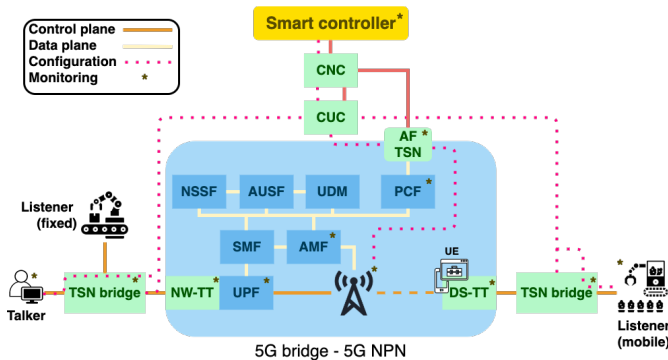 Control plane
Data plane
Configuration
Monitoring *
Smart controller *
CNC
CUC
AF *
TSN
NSSF
AUSF
UDM
PCF *
Listener
(fixed)
SMF
AMF *
UE
*
*
*
*
TSN bridge *
NW-TT *
UPF
DS-TT *
TSN bridge *
Talker
Listener
(mobile)
5G bridge - 5G NPN